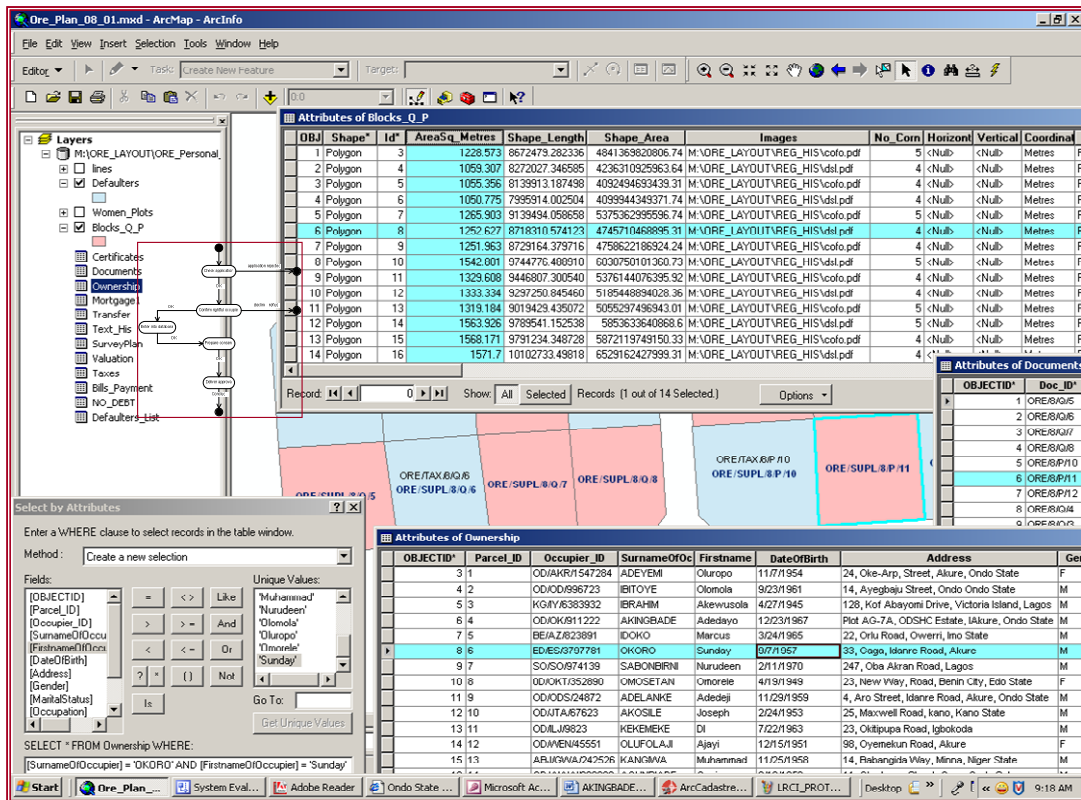 Ore_Plan_08_01.mxd - ArcMap - ArcInfo
File Edit View Insert Selection Tools Window Help
Editor Task: Create New Feature Target:
0:0
Layers
M:\ORE_LAYOUT\ORE_Personal_
lines
Defaulters
Women_Plots
Blocks_Q_P
Certificates
Documents
Ownership
Mortgage1
Transfer
Text_His
SurveyPlan
Valuation
Taxes
Bills_Payment
NO_DEBT
Defaulters_List
Attributes of Blocks_Q_P
OBJ Shape* Id* AreaSq_Metres Shape_Length Shape_Area Images No_Corn Horizont Vertical Coordinat
1 Polygon 3 1228.573 8672479.282336 4841369820806.74 M:\ORE_LAYOUT\REG_HIS\cofo.pdf 5 <Null> <Null> Metres
2 Polygon 4 1059.307 8272027.346585 4236310925963.64 M:\ORE_LAYOUT\REG_HIS\dsl.pdf 4 <Null> <Null> Metres
3 Polygon 5 1055.356 8139913.187498 4092494693439.31 M:\ORE_LAYOUT\REG_HIS\cofo.pdf 4 <Null> <Null> Metres
4 Polygon 6 1050.775 7995914.002504 4099944349371.74 M:\ORE_LAYOUT\REG_HIS\dsl.pdf 4 <Null> <Null> Metres
5 Polygon 7 1265.903 9139494.058658 5375362995596.74 M:\ORE_LAYOUT\REG_HIS\cofo.pdf 5 <Null> <Null> Metres
6 Polygon 8 1252.627 8718310.574123 4745710468895.31 M:\ORE_LAYOUT\REG_HIS\dsl.pdf 4 <Null> <Null> Metres
7 Polygon 9 1251.963 8729164.379716 4758622186924.24 M:\ORE_LAYOUT\REG_HIS\cofo.pdf 4 <Null> <Null> Metres
8 Polygon 10 1542.001 9744776.408910 6030750101360.73 M:\ORE_LAYOUT\REG_HIS\dsl.pdf 5 <Null> <Null> Metres
9 Polygon 11 1329.608 9446807.300540 5376144076395.92 M:\ORE_LAYOUT\REG_HIS\cofo.pdf 4 <Null> <Null> Metres
10 Polygon 12 1333.334 9297250.845460 5185448894028.36 M:\ORE_LAYOUT\REG_HIS\dsl.pdf 4 <Null> <Null> Metres
11 Polygon 13 1319.184 9019429.435072 5055297496943.01 M:\ORE_LAYOUT\REG_HIS\cofo.pdf 4 <Null> <Null> Metres
12 Polygon 14 1563.926 9789541.152538 5853633640868.6 M:\ORE_LAYOUT\REG_HIS\dsl.pdf 5 <Null> <Null> Metres
13 Polygon 15 1568.171 9791234.348728 5872119749150.33 M:\ORE_LAYOUT\REG_HIS\cofo.pdf 5 <Null> <Null> Metres
14 Polygon 16 1571.7 10102733.49818 6529162427999.31 M:\ORE_LAYOUT\REG_HIS\dsl.pdf 4 Metres
Record: 0 Show: All Selected Records (1 out of 14 Selected.) Options
Attributes of Documents
OBJECTID* Doc_ID*
1 ORE/8/Q/5
2 ORE/8/Q/6
3 ORE/8/Q/7
4 ORE/8/Q/8
5 ORE/8/P/10
6 ORE/8/P/11
7 ORE/8/P/12
8 ORE/8/Q/4
9 ORE/8/Q/3
ORE/SUPL/8/Q/5
ORE/TAX/8/Q/6
ORE/SUPL/8/Q/6
ORE/SUPL/8/Q/7
ORE/SUPL/8/Q/8
ORE/TAX/8/P/10
ORE/SUPL/8/P/10
ORE/SUPL/8/P/11
Select by Attributes
Enter a WHERE clause to select records in the table window.
Method : Create a new selection
Fields: Unique Values:
[OBJECTID]
[Parcel_ID]
[Occupier_ID]
[SurnameOfOccu
[FirstnameOfOccu
[DateOfBirth]
[Address]
[Gender]
[MaritalStatus]
[Occupation]
= <> Like
> >= And
< <= Or
? * () Not
Is
'Muhammad'
'Nurudeen'
'Olomola'
'Oluropo'
'Omorele'
'Sunday'
Go To:
Get Unique Values
SELECT * FROM Ownership WHERE:
[SurnameOfOccupier] = 'OKORO' AND [FirstnameOfOccupier] = 'Sunday'
Attributes of Ownership
OBJECTID* Parcel_ID Occupier_ID SurnameOfOc Firstname DateOfBirth Address Ge
3 1 OD/AKR/1547284 ADEYEMI Oluropo 11/7/1954 24, Oke-Arp, Street, Akure, Ondo State F
4 2 OD/OD/996723 IBITOYE Olomola 9/23/1961 14, Ayegbaju Street, Ondo Ondo State M
5 3 KG/IY/6383932 IBRAHIM Akewusola 4/27/1945 128, Kof Abayomi Drive, Victoria Island, Lagos M
6 4 OD/OK/911222 AKINGBADE Adedayo 12/23/1967 Plot AG-7A, ODSHC Estate, IAkure, Ondo State M
7 5 BE/AZ/823891 IDOKO Marcus 3/24/1965 22, Orlu Road, Owerri, Imo State M
8 6 ED/ES/3797781 OKORO Sunday 9/7/1957 33, Oaga, Idanre Road, Akure M
9 7 SO/SO/974139 SABONBIRNI Nurudeen 2/11/1970 247, Oba Akran Road, Lagos M
10 8 0D/OKT/352890 OMOSETAN Omorele 4/19/1949 23, New Way, Road, Benin City, Edo State F
11 9 OD/ODS/24872 ADELANKE Adedeji 11/29/1959 4, Aro Street, Idanre Road, Akure, Ondo State M
12 10 OD/JTA/67623 AKOSILE Joseph 2/24/1953 25, Maxwell Road, kano, Kano State M
13 11 OD/ILJ/9823 KEKEMEKE DI 7/22/1963 23, Okitipupa Road, Igbokoda M
14 12 OD/WEN/45551 OLUFOLAJI Ajayi 12/15/1951 98, Oyemekun Road, Akure F
15 13 KANGIWA Muhammad 11/25/1958 14, Babangida Way, Minna, Niger State M
Start Ore_Plan_... System Eval... Adobe Reader Ondo State ... Microsoft Ac... AKINGBADE... ArcCadastre... LRCI_PROT... Desktop 9:18 AM